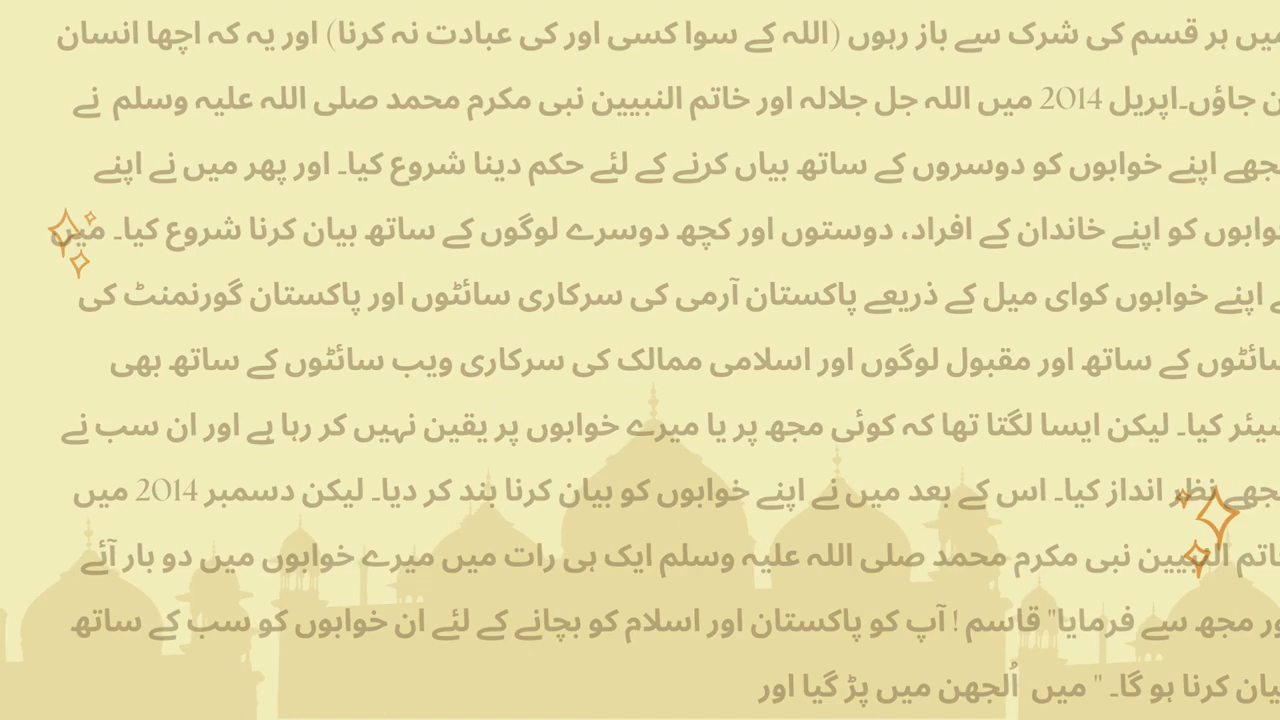 میں ہر قسم کی شرک سے باز رہوں (اللہ کے سوا کسی اور کی عبادت نہ کرنا) اور یہ کہ اچھا انسان
جاؤں۔اپریل 2014 میں اللہ جل جلالہ اور خاتم النبیین نبی مکرم محمد صلی اللہ علیہ وسلم نے
اپنے خوابوں کو دوسروں کے ساتھ بیاں کرنے کے لئے حکم دینا شروع کیا۔ اور پھر میں نے اپنے
کو اپنے خاندان کے افراد، دوستوں اور کچھ دوسرے لوگوں کے ساتھ بیان کرنا شروع کیا۔ میں
اپنے خوابوں کوای میل کے ذریعے پاکستان آرمی کی سرکاری سائٹوں اور پاکستان گورنمنٹ کی
سائٹوں کے ساتھ اور مقبول لوگوں اور اسلامی ممالک کی سرکاری ویب سائٹوں کے ساتھ بھی
کیا۔ لیکن ایسا لگتا تھا کہ کوئی مجھ پر یا میرے خوابوں پر یقین نہیں کر رہا ہے اور ان سب نے
نظر انداز کیا۔ اس کے بعد میں نے اپنے خوابوں کو بیان کرنا بند کر دیا۔ لیکن دسمبر 2014 میں
النبیین نبی مکرم محمد صلی اللہ علیہ وسلم ایک ہی رات میں میرے خوابوں میں دو بار آئے
مجھ سے فرمایا" قاسم ! آپ کو پاکستان اور اسلام کو بچانے کے لئے ان خوابوں کو سب کے ساتھ
کرنا ہو گا۔ " میں اُلجھن میں پڑ گیا اور